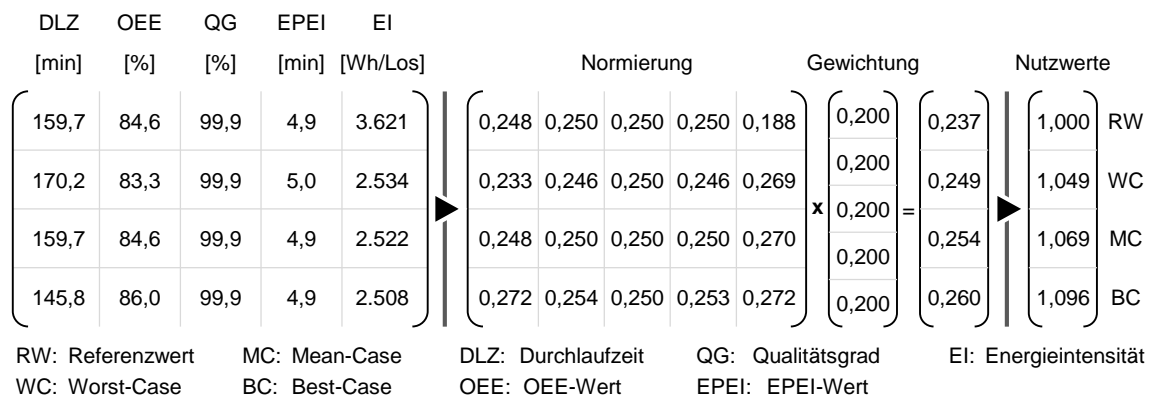 DLZ OEE QG EPEI EI
[min] [%] [%] [min] [Wh/Los] Normierung Gewichtung Nutzwerte
159,7 84,6 99,9 4,9 3.621 0,248 0,250 0,250 0,250 0,188 0,200 0,237 1,000 RW
0,200
170,2 83,3 99,9 5,0 2.534 0,233 0,246 0,250 0,246 0,269 0,249 1,049 WC
x 0,200 =
159,7 84,6 99,9 4,9 2.522 0,248 0,250 0,250 0,250 0,270 0,254 1,069 MC
0,200
145,8 86,0 99,9 4,9 2.508 0,272 0,254 0,250 0,253 0,272 0,200 0,260 1,096 BC
RW: Referenzwert MC: Mean-Case DLZ: Durchlaufzeit QG: Qualitätsgrad EI: Energieintensität
WC: Worst-Case BC: Best-Case OEE: OEE-Wert EPEI: EPEI-Wert